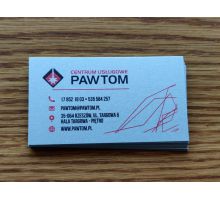 CENTRUM USŁUGOWE
PAWTOM
17 852 10 03 • 535 584 257
PAWTOM@PAWTOM.PL
35-064 RZESZÓW, UL. TARGOWA 6
HALA TARGOWA - PIĘTRO
WWW.PAWTOM.PL